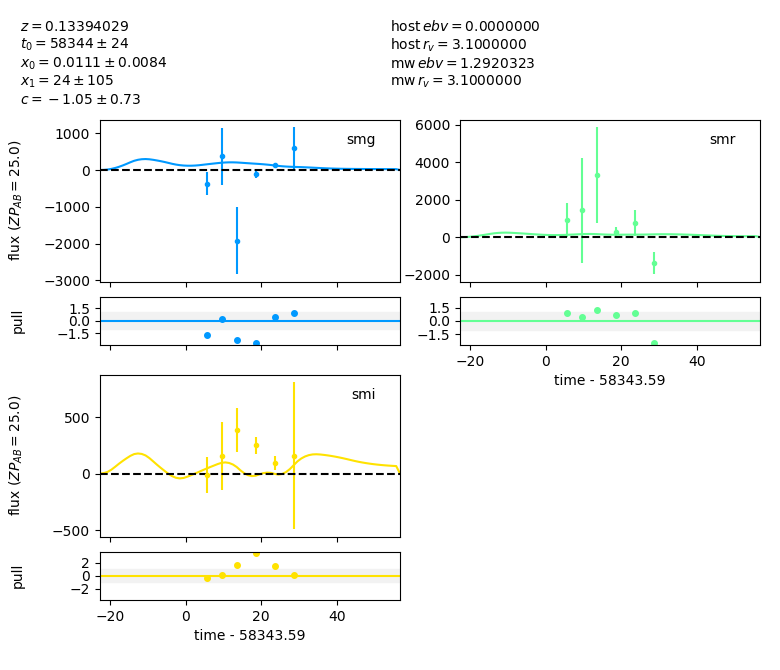 z = 0.13394029
t₀ = 58344 ± 24
x₀ = 0.0111 ± 0.0084
x₁ = 24 ± 105
c = −1.05 ± 0.73
host ebv = 0.0000000
host r_v = 3.1000000
mw ebv = 1.2920323
mw r_v = 3.1000000
smg
flux (ZP_AB = 25.0)
1000
0
−1000
−2000
−3000
smr
6000
4000
2000
0
−2000
pull
1.5
0.0
−1.5
1.5
0.0
−1.5
−20 0 20 40
time - 58343.59
smi
flux (ZP_AB = 25.0)
500
0
−500
pull
2
0
−2
−20 0 20 40
time - 58343.59